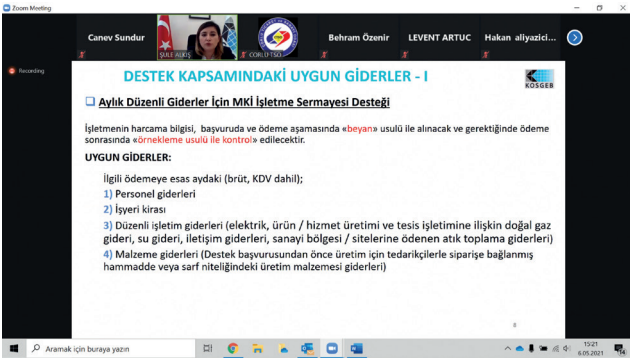 Zoom Meeting
Canev Sundur
ŞULE ALKIŞ
ÇORLU TSO
Behram Özenir
LEVENT ARTUC
Hakan aliyazici...
Recording
DESTEK KAPSAMINDAKİ UYGUN GİDERLER - I
KOSGEB
Aylık Düzenli Giderler İçin MKİ İşletme Sermayesi Desteği
İşletmenin harcama bilgisi, başvuruda ve ödeme aşamasında «beyan» usulü ile alınacak ve gerektiğinde ödeme
sonrasında «örnekleme usulü ile kontrol» edilecektir.
UYGUN GİDERLER:
İlgili ödemeye esas aydaki (brüt, KDV dahil);
1) Personel giderleri
2) İşyeri kirası
3) Düzenli işletim giderleri (elektrik, ürün / hizmet üretimi ve tesis işletimine ilişkin doğal gaz
gideri, su gideri, iletişim giderleri, sanayi bölgesi / sitelerine ödenen atık toplama giderleri)
4) Malzeme giderleri (Destek başvurusundan önce üretim için tedarikçilerle siparişe bağlanmış
hammadde veya sarf niteliğindeki üretim malzemesi giderleri)
Aramak için buraya yazın
15:21
6.05.2021